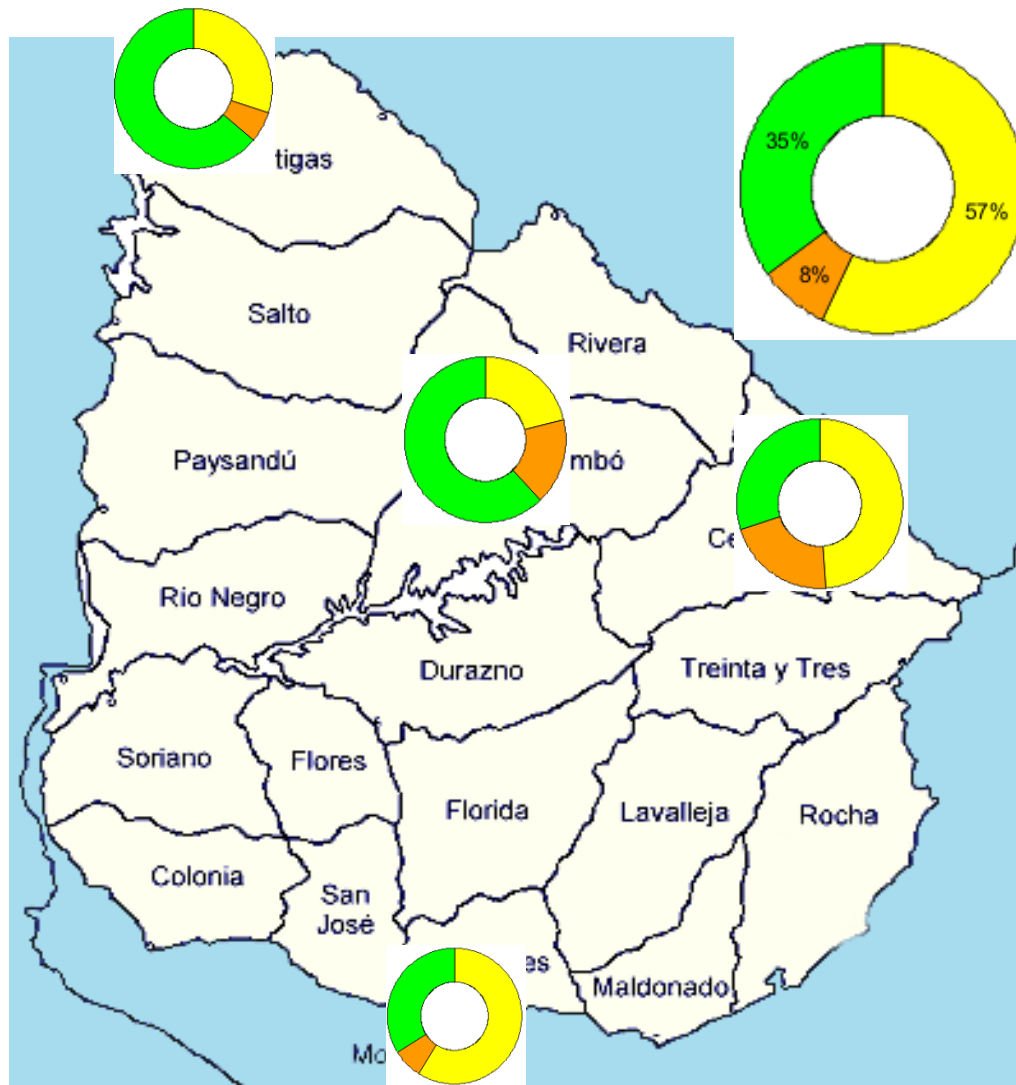 35%
57%
8%
tigas
Salto
Rivera
Paysandú
mbó
Ce
Rio Negro
Durazno
Treinta y Tres
Soriano
Flores
Florida
Lavalleja
Rocha
Colonia
San
José
es
Maldonado
Mo